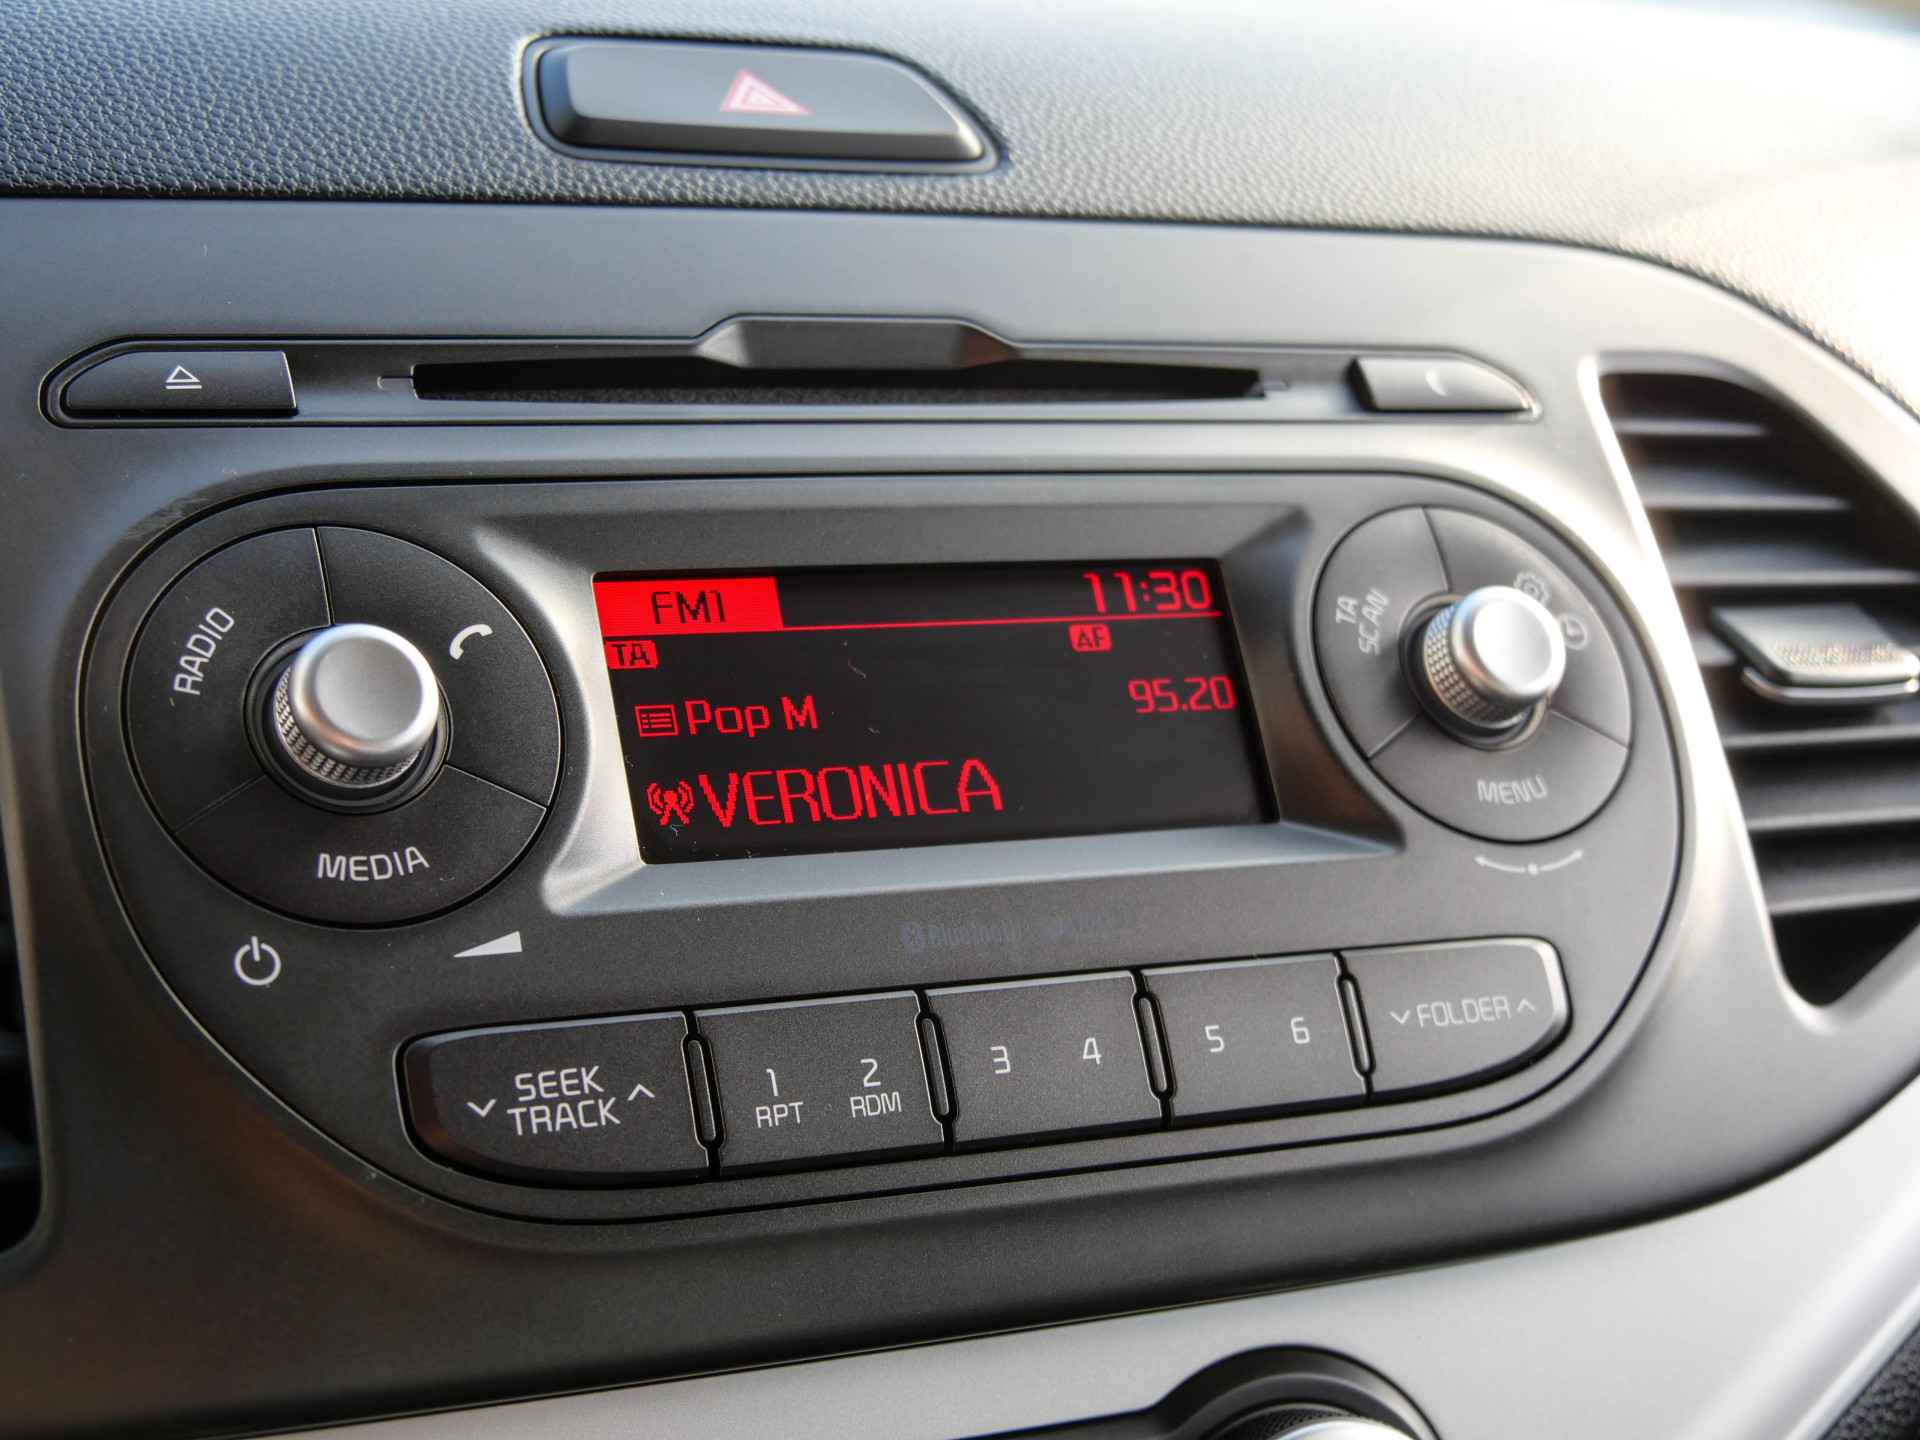 FM1 11:30
TA AF
Pop M 95.20
VERONICA
RADIO
MEDIA
TA
SCAN
MENU
Bluetooth
SEEK
TRACK
1 2
RPT RDM
3 4
5 6
FOLDER